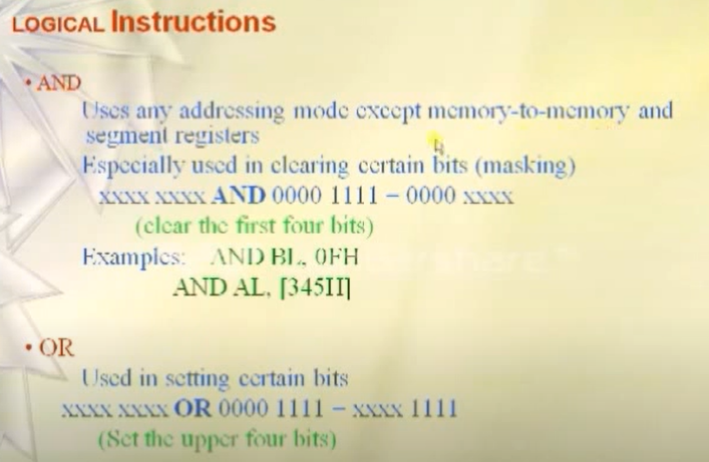 LOGICAL Instructions
• AND
Uses any addressing mode except memory-to-memory and
segment registers
Especially used in clearing certain bits (masking)
xxxx xxxx AND 0000 1111 = 0000 xxxx
(clear the first four bits)
Examples: AND BL, 0FH
AND AL, [345H]
• OR
Used in setting certain bits
xxxx xxxx OR 0000 1111 = xxxx 1111
(Set the upper four bits)